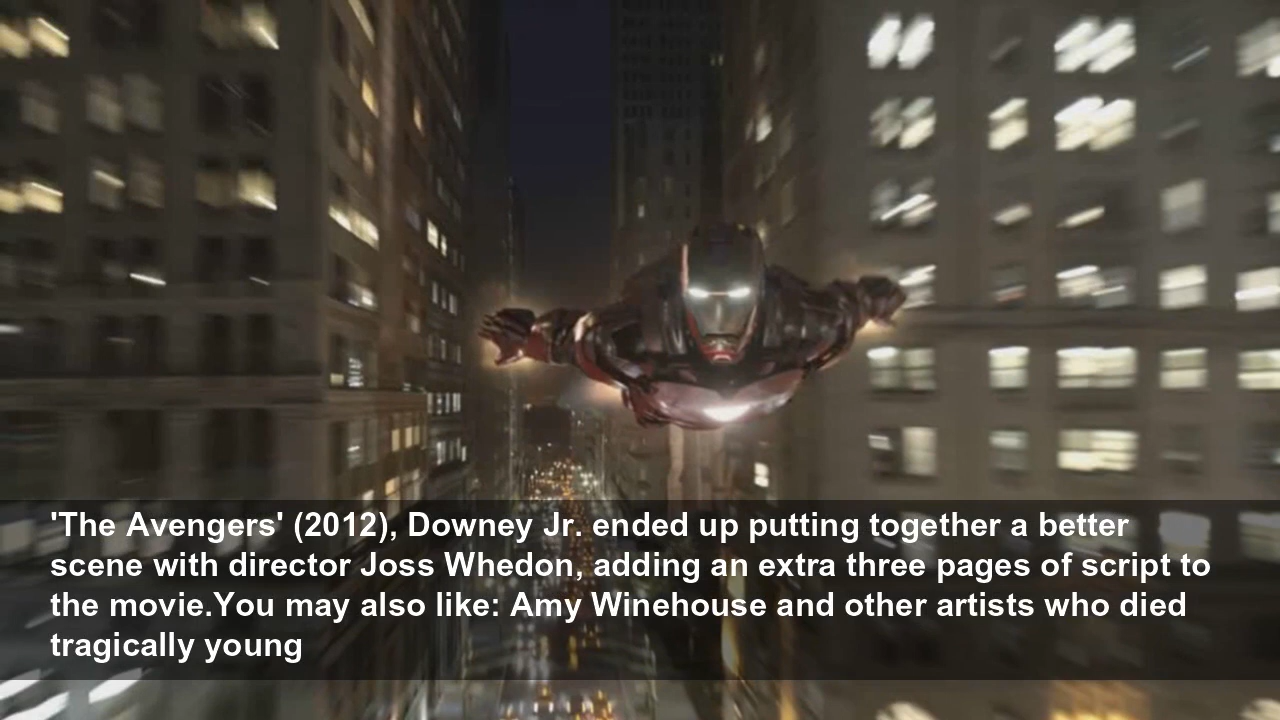 'The Avengers' (2012), Downey Jr. ended up putting together a better
scene with director Joss Whedon, adding an extra three pages of script to
the movie.You may also like: Amy Winehouse and other artists who died
tragically young